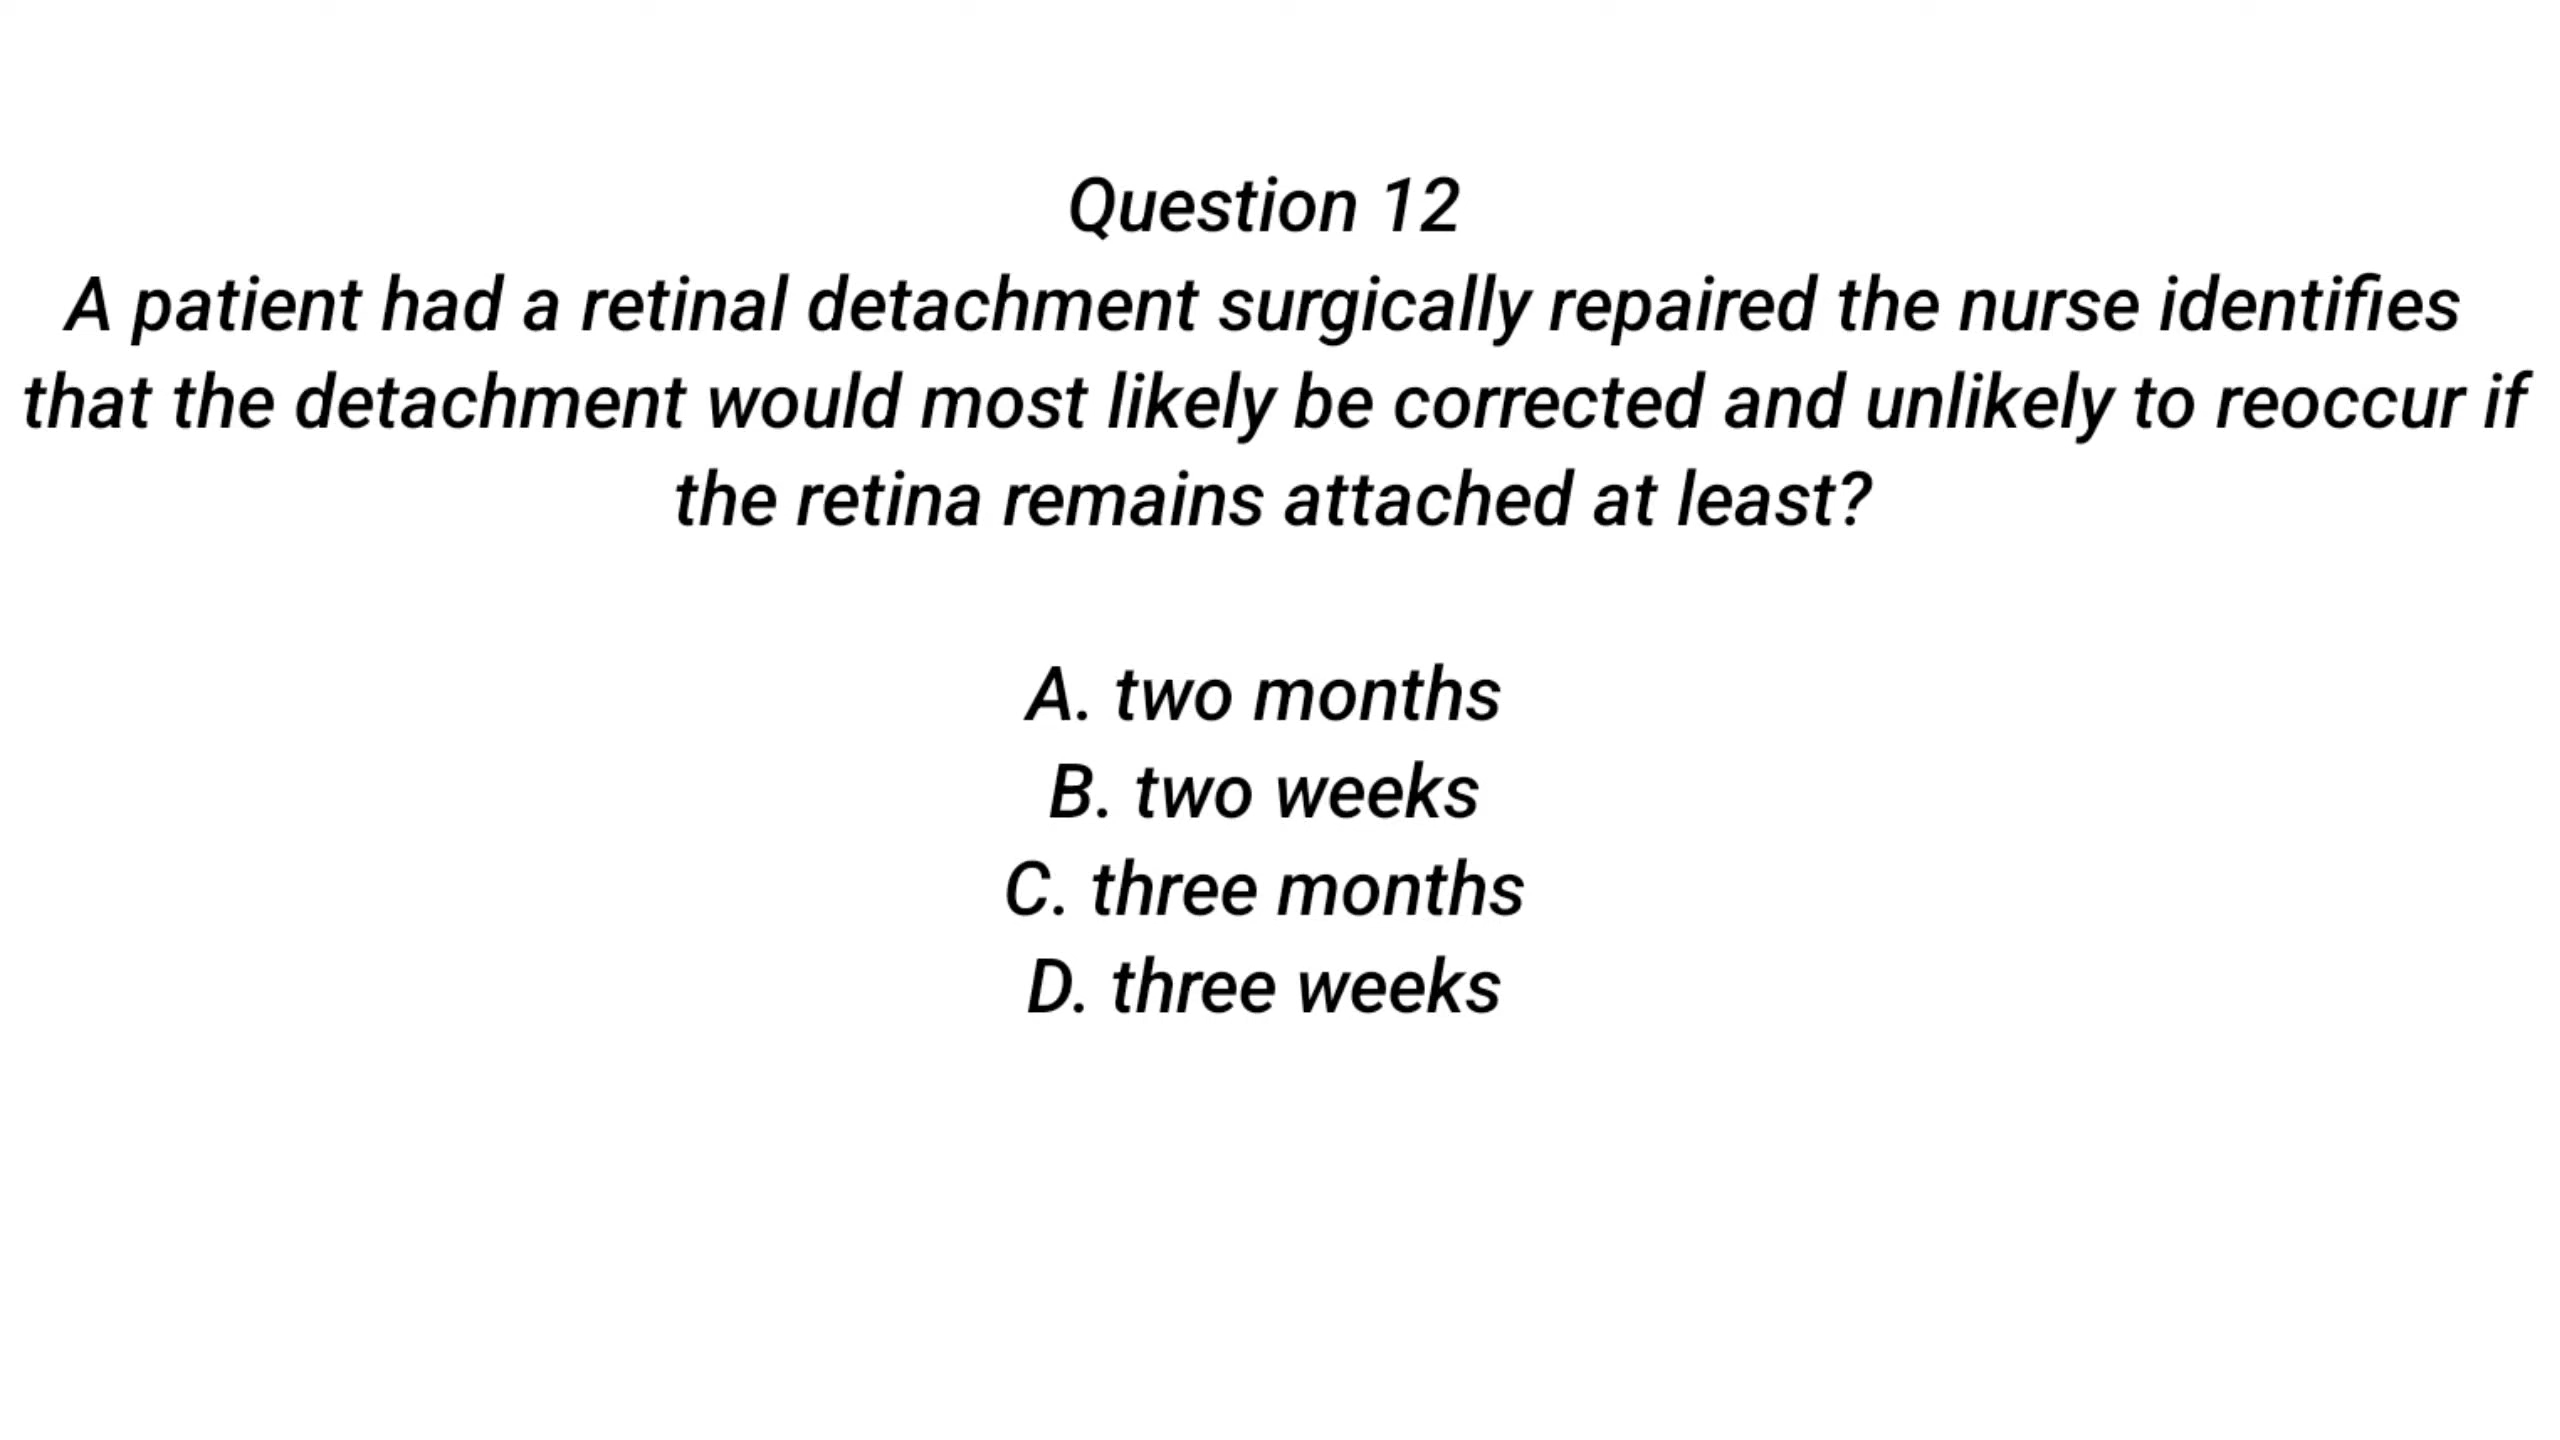 Question 12
A patient had a retinal detachment surgically repaired the nurse identifies
that the detachment would most likely be corrected and unlikely to reoccur if
the retina remains attached at least?
A. two months
B. two weeks
C. three months
D. three weeks